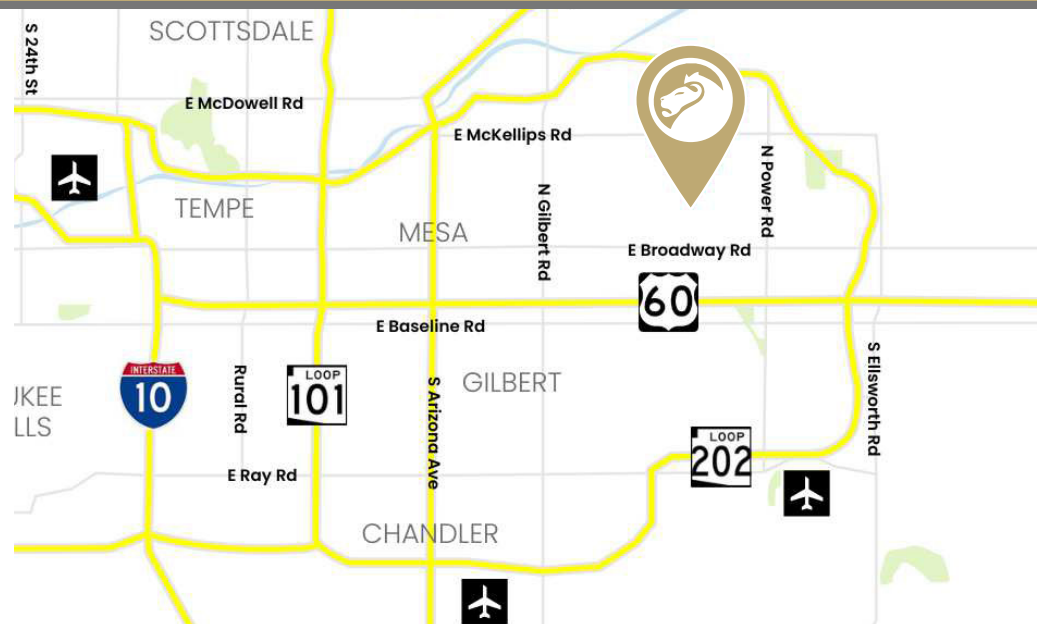 SCOTTSDALE
S 24th St
E McDowell Rd
E McKellips Rd
N Power Rd
TEMPE
N Gilbert Rd
MESA
E Broadway Rd
60
E Baseline Rd
INTERSTATE
10
Rural Rd
LOOP
101
S Arizona Ave
GILBERT
S Ellsworth Rd
UKEE
LLS
LOOP
202
E Ray Rd
CHANDLER